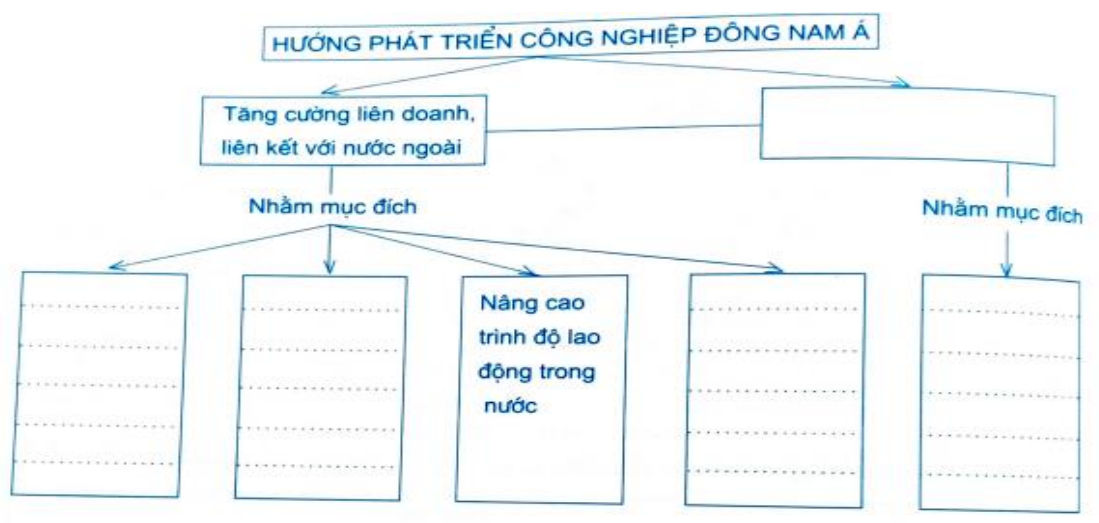 HƯỚNG PHÁT TRIỂN CÔNG NGHIỆP ĐÔNG NAM Á
Tăng cường liên doanh,
liên kết với nước ngoài
Nhằm mục đích
Nhằm mục đích
Nâng cao
trình độ lao
động trong
nước